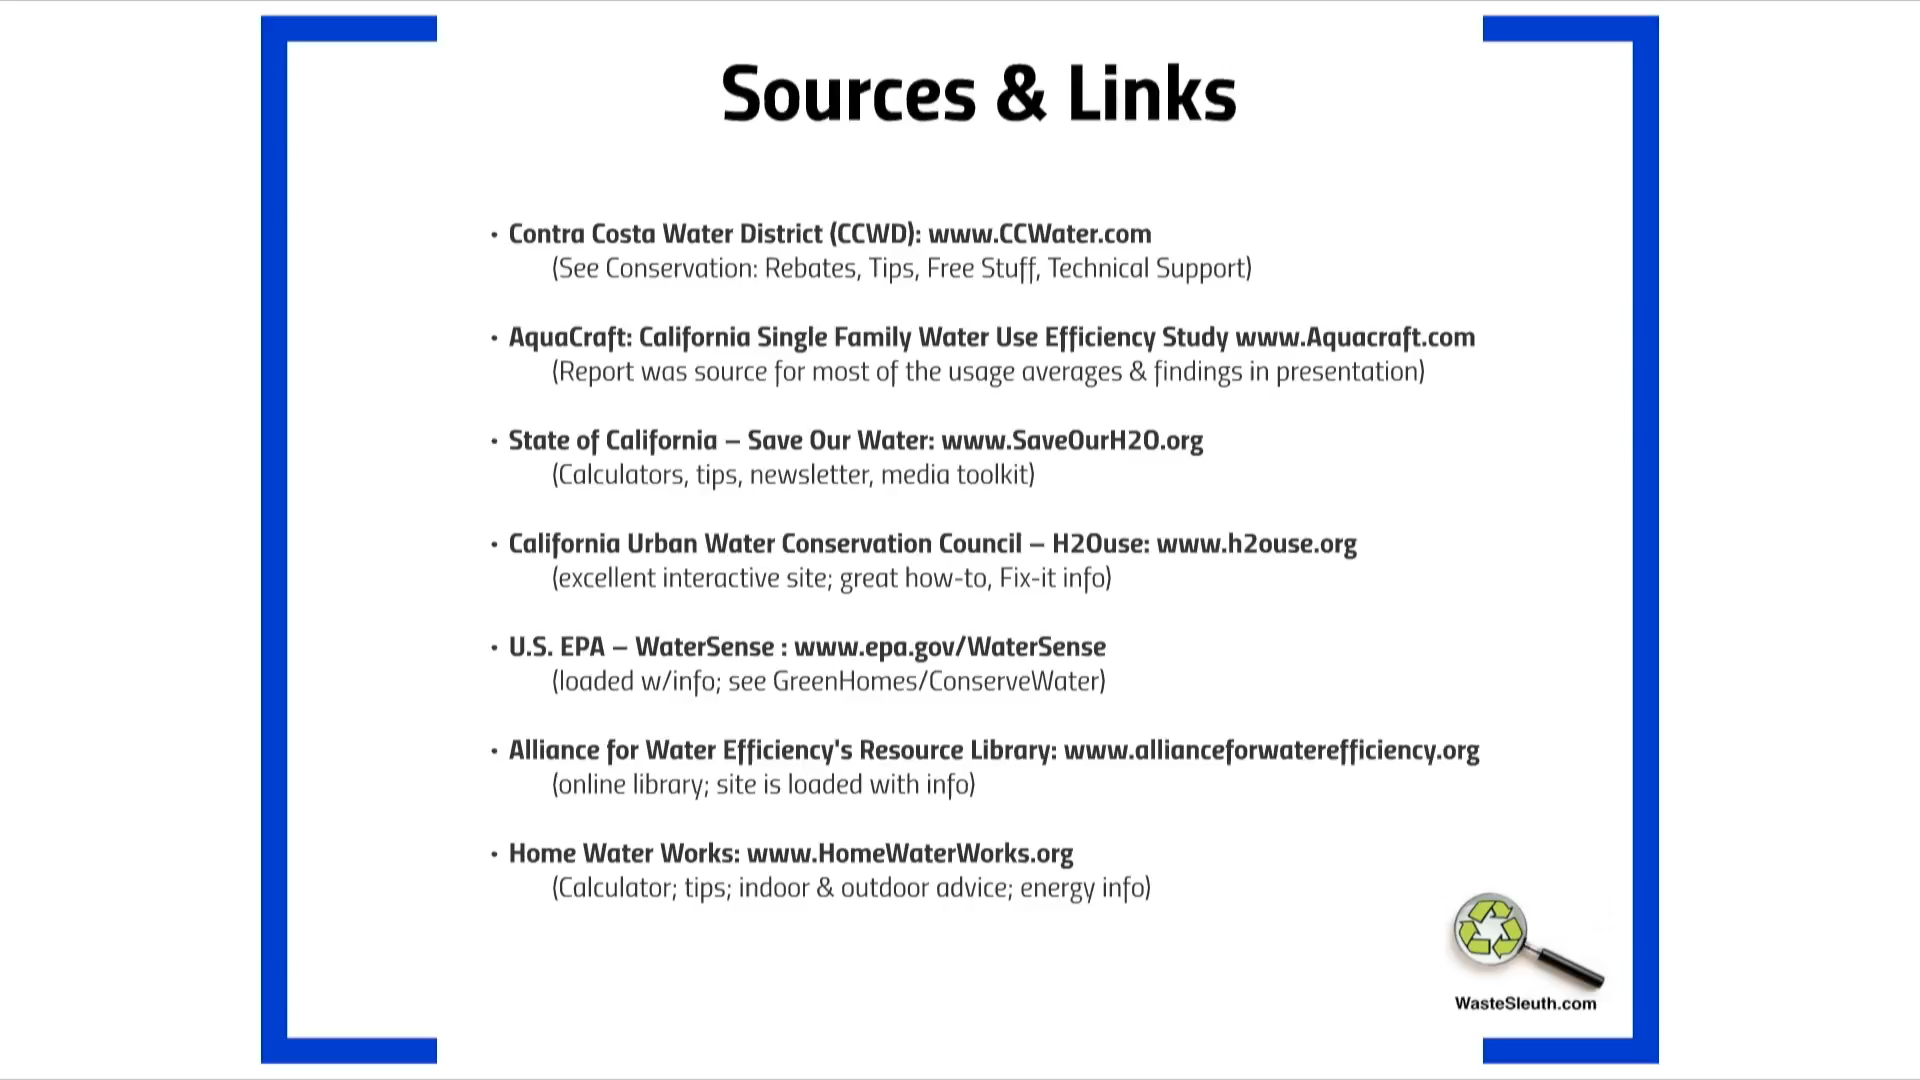 Sources & Links
• Contra Costa Water District (CCWD): www.CCWater.com
(See Conservation: Rebates, Tips, Free Stuff, Technical Support)
• AquaCraft: California Single Family Water Use Efficiency Study www.Aquacraft.com
(Report was source for most of the usage averages & findings in presentation)
• State of California – Save Our Water: www.SaveOurH2O.org
(Calculators, tips, newsletter, media toolkit)
• California Urban Water Conservation Council – H2Ouse: www.h2ouse.org
(excellent interactive site; great how-to, Fix-it info)
• U.S. EPA – WaterSense : www.epa.gov/WaterSense
(loaded w/info; see GreenHomes/ConserveWater)
• Alliance for Water Efficiency's Resource Library: www.allianceforwaterefficiency.org
(online library; site is loaded with info)
• Home Water Works: www.HomeWaterWorks.org
(Calculator; tips; indoor & outdoor advice; energy info)
WasteSleuth.com